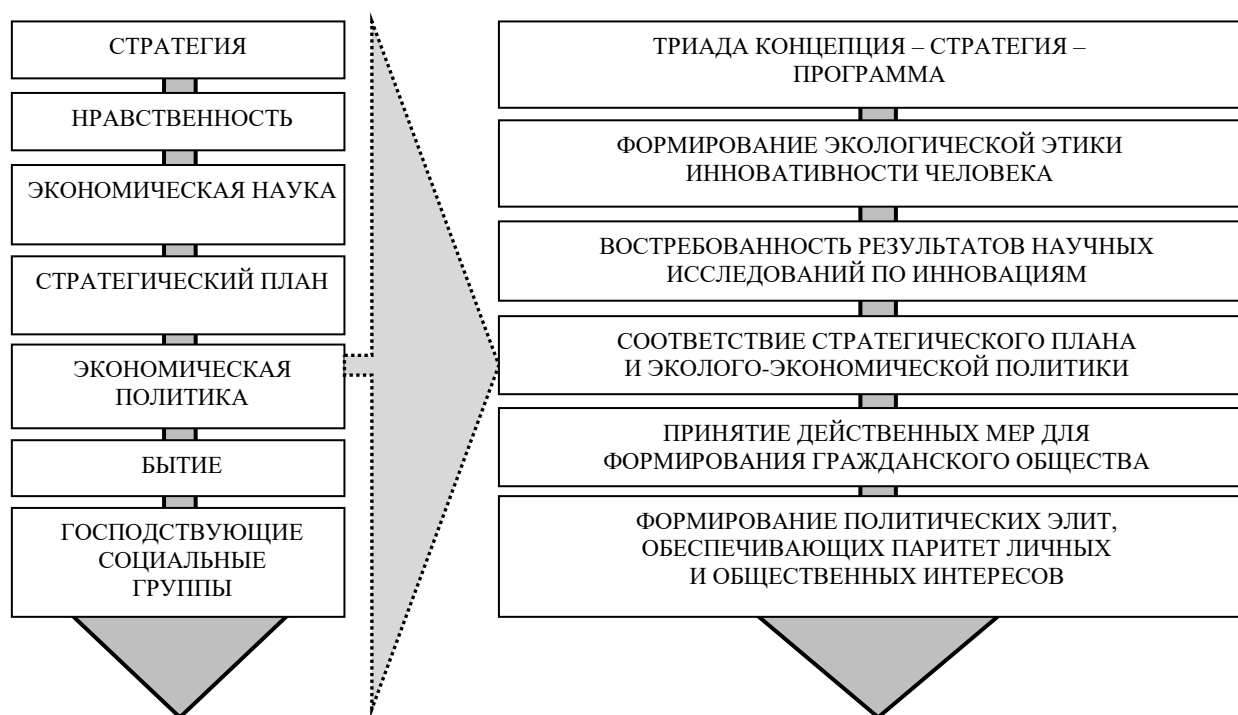 СТРАТЕГИЯ
НРАВСТВЕННОСТЬ
ЭКОНОМИЧЕСКАЯ НАУКА
СТРАТЕГИЧЕСКИЙ ПЛАН
ЭКОНОМИЧЕСКАЯ
ПОЛИТИКА
БЫТИЕ
ГОСПОДСТВУЮЩИЕ
СОЦИАЛЬНЫЕ
ГРУППЫ
ТРИАДА КОНЦЕПЦИЯ – СТРАТЕГИЯ –
ПРОГРАММА
ФОРМИРОВАНИЕ ЭКОЛОГИЧЕСКОЙ ЭТИКИ
ИННОВАТИВНОСТИ ЧЕЛОВЕКА
ВОСТРЕБОВАННОСТЬ РЕЗУЛЬТАТОВ НАУЧНЫХ
ИССЛЕДОВАНИЙ ПО ИННОВАЦИЯМ
СООТВЕТСТВИЕ СТРАТЕГИЧЕСКОГО ПЛАНА
И ЭКОЛОГО-ЭКОНОМИЧЕСКОЙ ПОЛИТИКИ
ПРИНЯТИЕ ДЕЙСТВЕННЫХ МЕР ДЛЯ
ФОРМИРОВАНИЯ ГРАЖДАНСКОГО ОБЩЕСТВА
ФОРМИРОВАНИЕ ПОЛИТИЧЕСКИХ ЭЛИТ,
ОБЕСПЕЧИВАЮЩИХ ПАРИТЕТ ЛИЧНЫХ
И ОБЩЕСТВЕННЫХ ИНТЕРЕСОВ